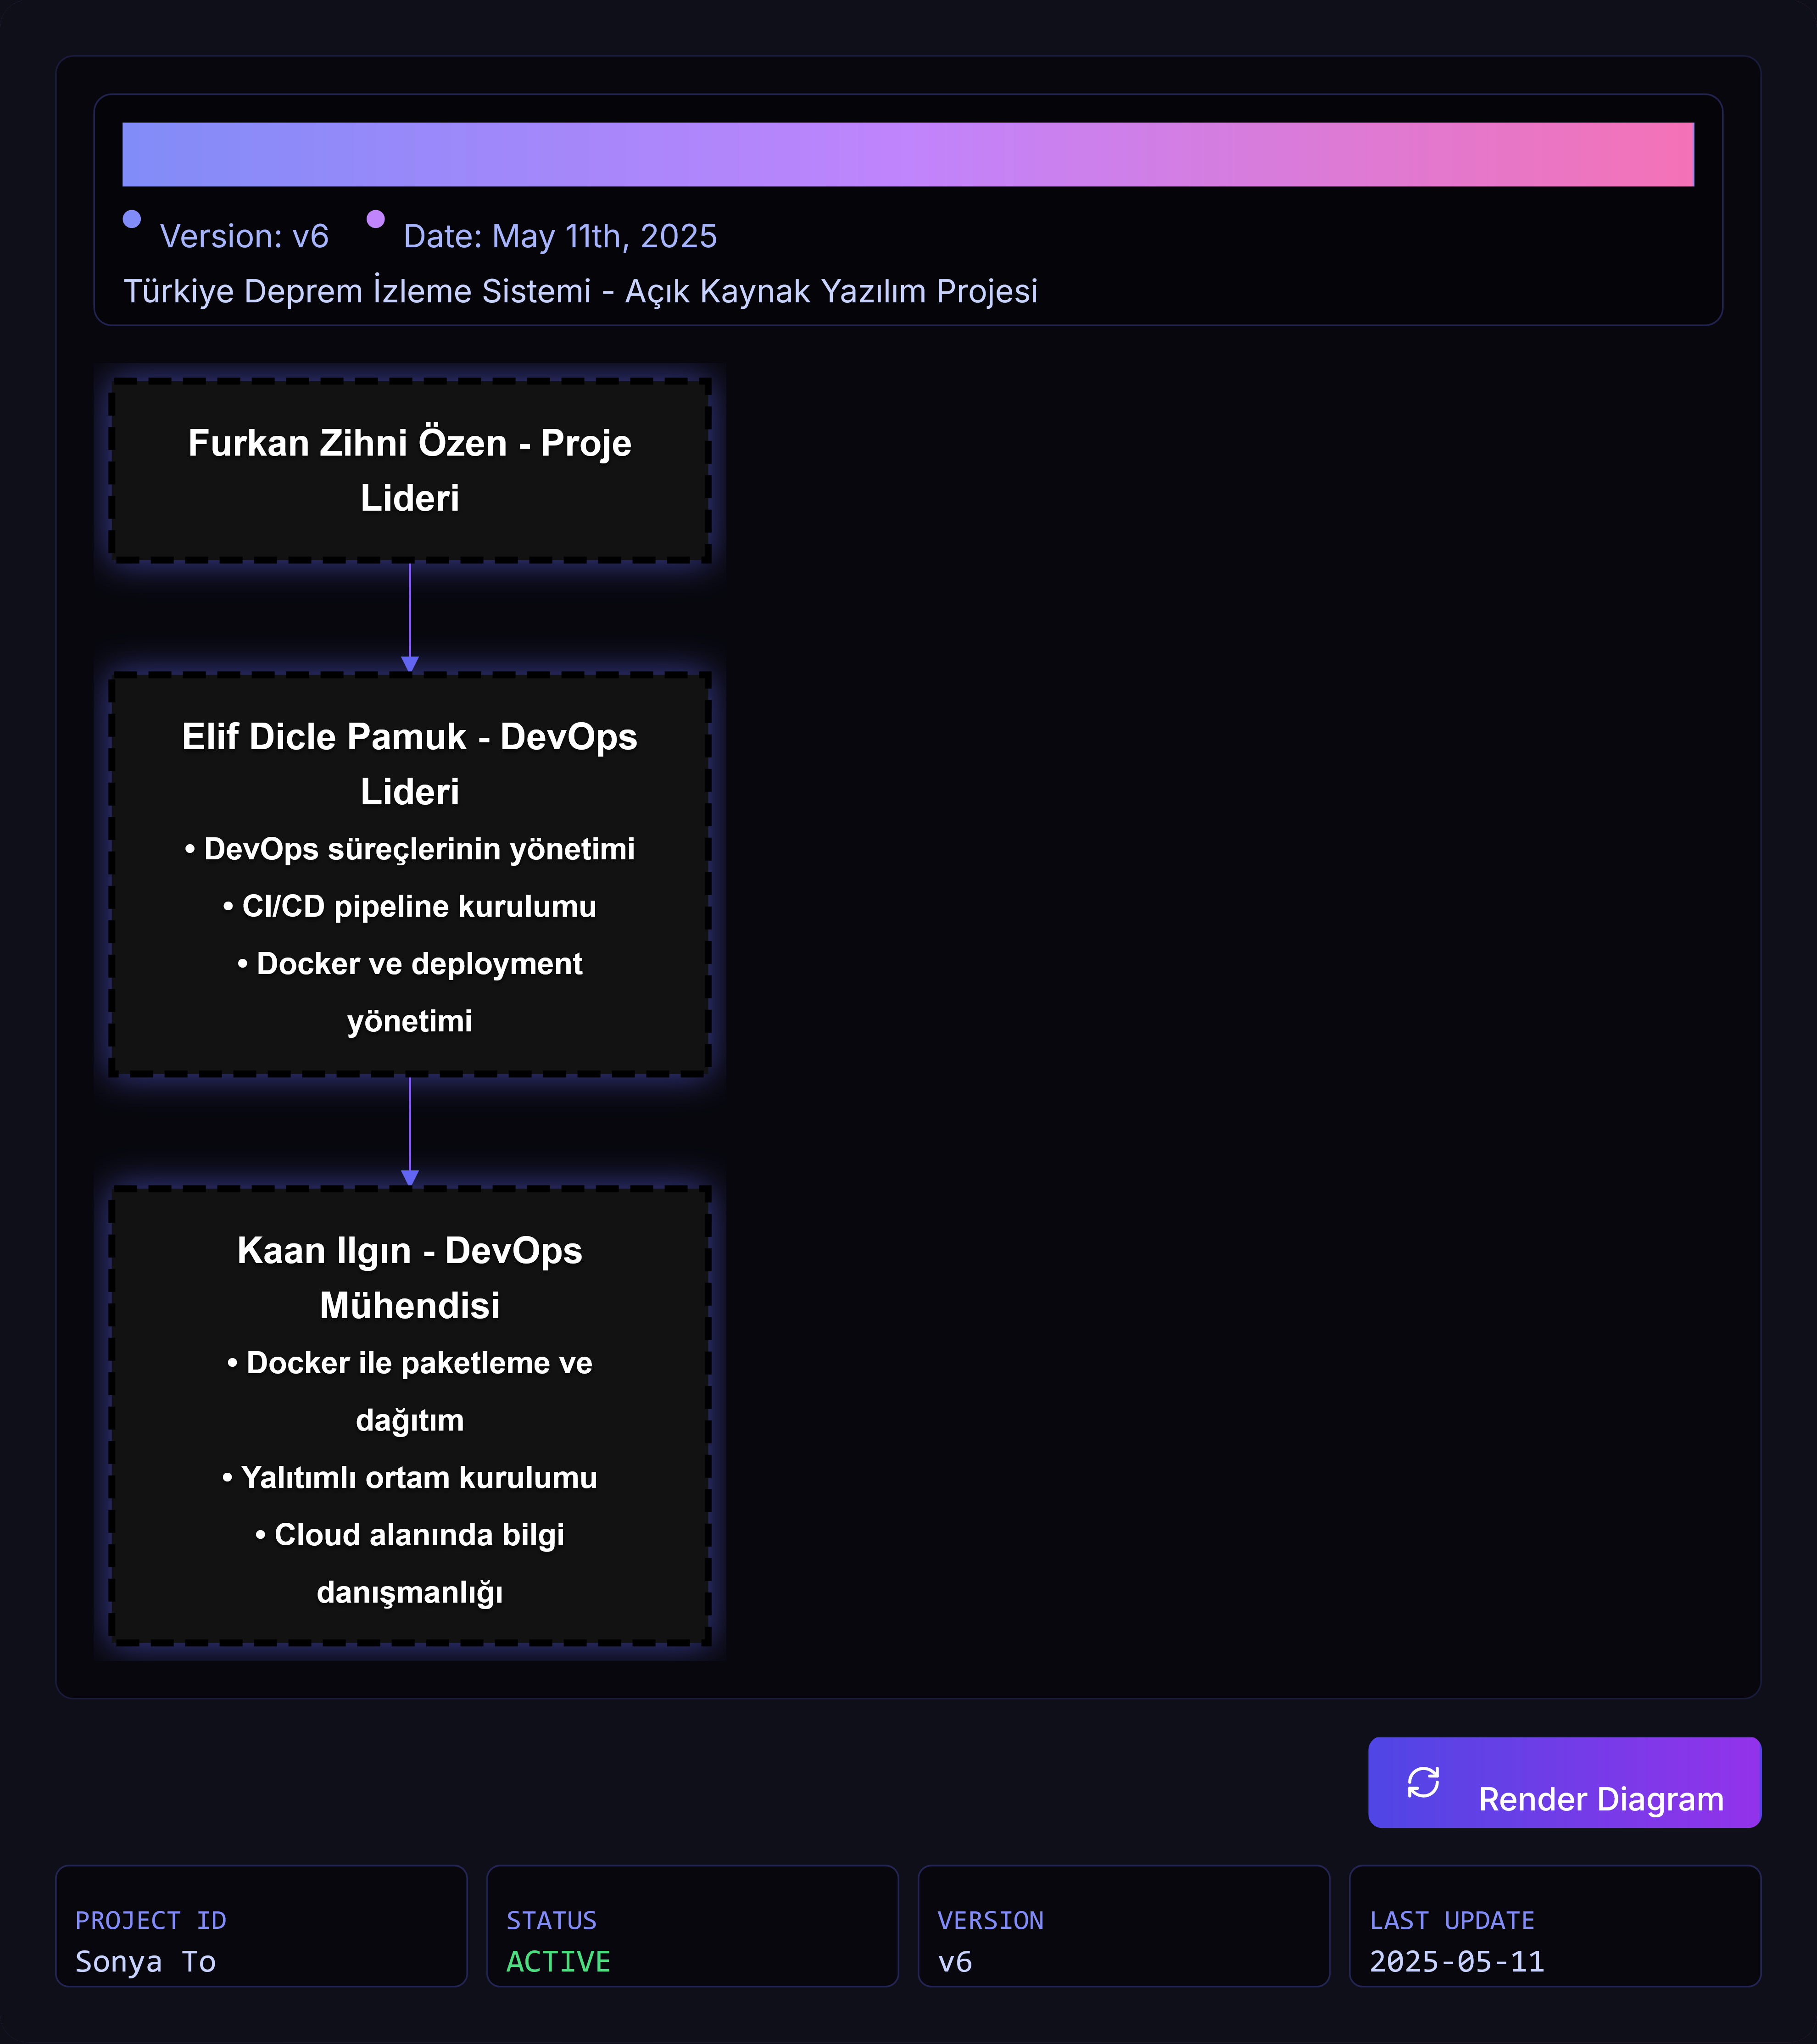 Version: v6 Date: May 11th, 2025
Türkiye Deprem İzleme Sistemi - Açık Kaynak Yazılım Projesi
Furkan Zihni Özen - Proje
Lideri
Elif Dicle Pamuk - DevOps
Lideri
• DevOps süreçlerinin yönetimi
• CI/CD pipeline kurulumu
• Docker ve deployment
yönetimi
Kaan Ilgın - DevOps
Mühendisi
• Docker ile paketleme ve
dağıtım
• Yalıtımlı ortam kurulumu
• Cloud alanında bilgi
danışmanlığı
Render Diagram
PROJECT ID
Sonya To
STATUS
ACTIVE
VERSION
v6
LAST UPDATE
2025-05-11